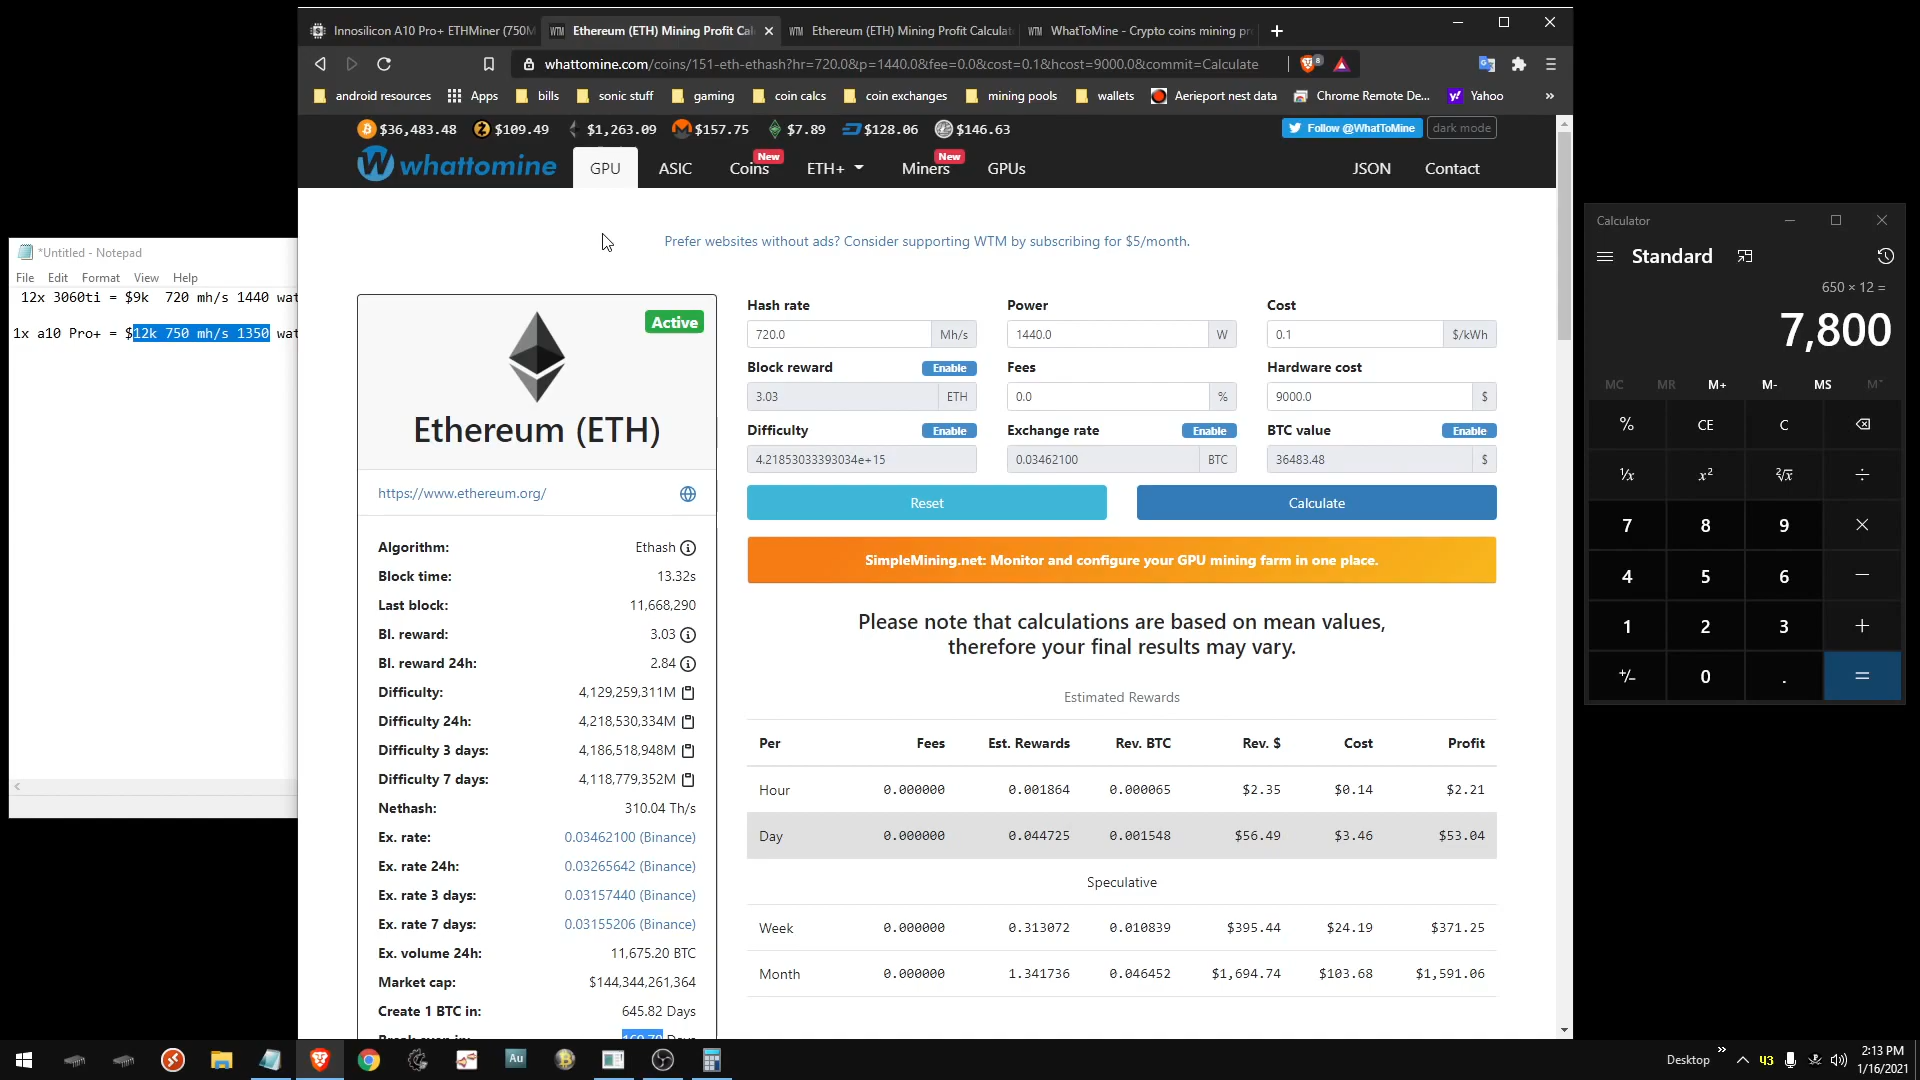 Innosilicon A10 Pro+ ETHMiner (750M
Ethereum (ETH) Mining Profit Cal
Ethereum (ETH) Mining Profit Calculat
WhatToMine - Crypto coins mining pr
whattomine.com/coins/151-eth-ethash?hr=720.0&p=1440.0&fee=0.0&cost=0.1&hcost=9000.0&commit=Calculate
android resources Apps bills sonic stuff gaming coin calcs coin exchanges mining pools wallets Aerieport nest data Chrome Remote De... Yahoo »
$36,483.48 $109.49 $1,263.09 $157.75 $7.89 $128.06 $146.63
Follow @WhatToMine dark mode
whattomine GPU ASIC Coins New ETH+ Miners New GPUs JSON Contact
Prefer websites without ads? Consider supporting WTM by subscribing for $5/month.
*Untitled - Notepad
File Edit Format View Help
12x 3060ti = $9k 720 mh/s 1440 wat
1x a10 Pro+ = $12k 750 mh/s 1350 wat
Active
Ethereum (ETH)
https://www.ethereum.org/
Algorithm: Ethash
Block time: 13.32s
Last block: 11,668,290
Bl. reward: 3.03
Bl. reward 24h: 2.84
Difficulty: 4,129,259,311M
Difficulty 24h: 4,218,530,334M
Difficulty 3 days: 4,186,518,948M
Difficulty 7 days: 4,118,779,352M
Nethash: 310.04 Th/s
Ex. rate: 0.03462100 (Binance)
Ex. rate 24h: 0.03265642 (Binance)
Ex. rate 3 days: 0.03157440 (Binance)
Ex. rate 7 days: 0.03155206 (Binance)
Ex. volume 24h: 11,675.20 BTC
Market cap: $144,344,261,364
Create 1 BTC in: 645.82 Days
Hash rate Power Cost
720.0 Mh/s 1440.0 W 0.1 $/kWh
Block reward Enable Fees Hardware cost
3.03 ETH 0.0 % 9000.0 $
Difficulty Enable Exchange rate Enable BTC value Enable
4.21853033393034e+15 0.03462100 BTC 36483.48 $
Reset Calculate
SimpleMining.net: Monitor and configure your GPU mining farm in one place.
Please note that calculations are based on mean values,
therefore your final results may vary.
Estimated Rewards
Per Fees Est. Rewards Rev. BTC Rev. $ Cost Profit
Hour 0.000000 0.001864 0.000065 $2.35 $0.14 $2.21
Day 0.000000 0.044725 0.001548 $56.49 $3.46 $53.04
Speculative
Week 0.000000 0.313072 0.010839 $395.44 $24.19 $371.25
Month 0.000000 1.341736 0.046452 $1,694.74 $103.68 $1,591.06
Calculator
Standard
650 × 12 =
7,800
MC MR M+ M- MS M˅
% CE C
¹/x x² ²√x ÷
7 8 9 ×
4 5 6 −
1 2 3 +
+/− 0 . =
Au
Desktop » 43
2:13 PM
1/16/2021